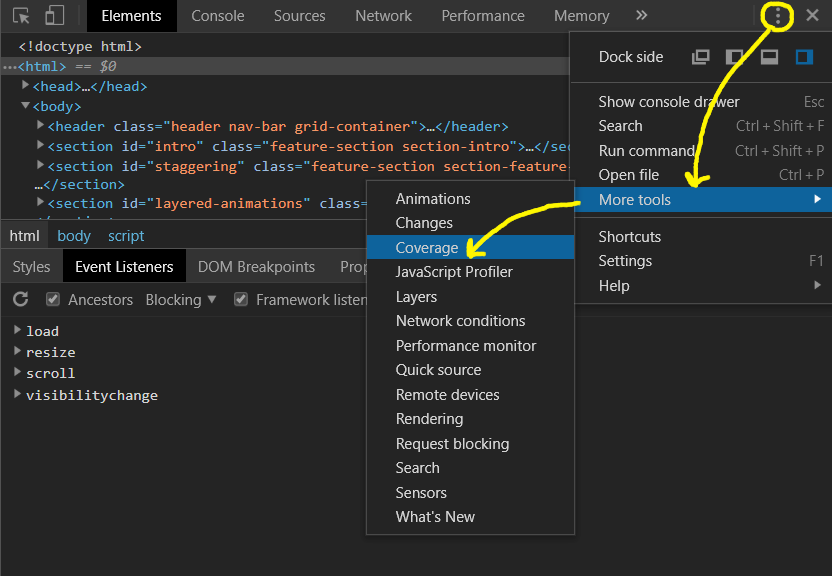 Elements Console Sources Network Performance Memory »
<!doctype html>
…<html> == $0
<head>…</head>
<body>
<header class="header nav-bar grid-container">…</header>
<section id="intro" class="feature-section section-intro">…</sec
<section id="staggering" class="feature-section section-feature-
…</section>
<section id="layered-animations" class=
html body script
Styles Event Listeners DOM Breakpoints Prop
Ancestors Blocking ▼ Framework listen
load
resize
scroll
visibilitychange
Dock side
Show console drawer Esc
Search Ctrl + Shift + F
Run command Ctrl + Shift + P
Open file Ctrl + P
More tools
Shortcuts
Settings F1
Help
Animations
Changes
Coverage
JavaScript Profiler
Layers
Network conditions
Performance monitor
Quick source
Remote devices
Rendering
Request blocking
Search
Sensors
What's New